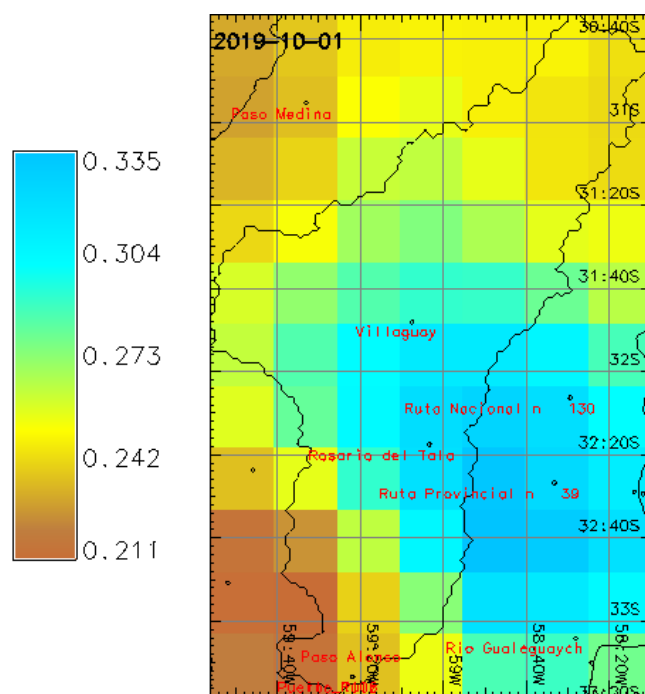 2019-10-01
30:40S
Paso Medina
31S
0.335
31:20S
0.304
31:40S
Villaguay
0.273
32S
Ruta Nacional n 130
32:20S
0.242
Rosario del Tala
Ruta Provincial n 39
0.211
32:40S
33S
59:40W
59:20W
59W
58:40W
58:20W
Rio Gualeguaych
Paso Alonso